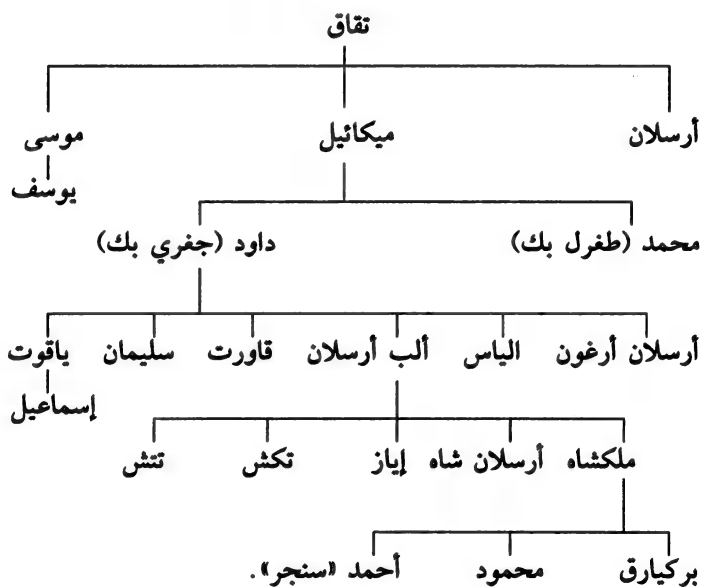 تقاق
أرسلان ميكائيل موسى
يوسف
محمد (طغرل بك) داود (جغري بك)
أرسلان أرغون الياس ألب أرسلان قاورت سليمان ياقوت
إسماعيل
ملكشاه أرسلان شاه إياز تكش تتش
بركيارق محمود أحمد «سنجر».